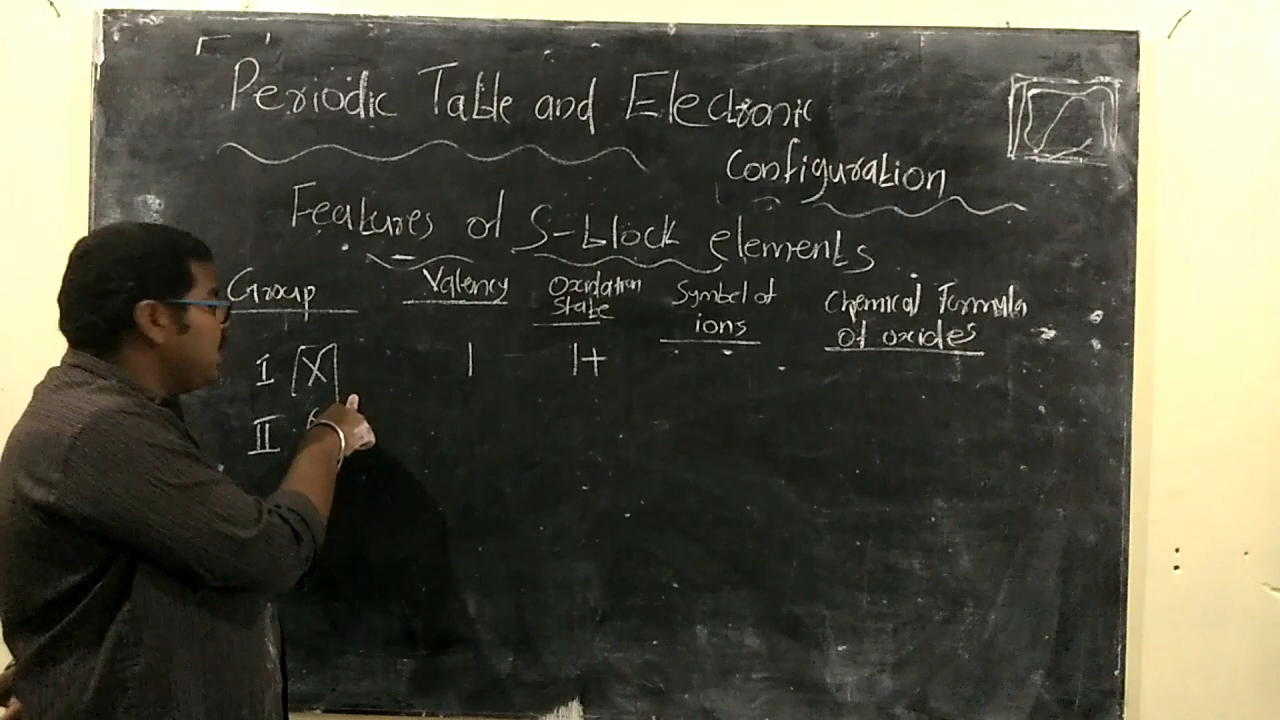 Periodic Table and Electronic
Configuration
Features of S-block elements
Group Valency Oxidation State Symbol of ions Chemical Formula of oxides
I [X] 1 1+
II